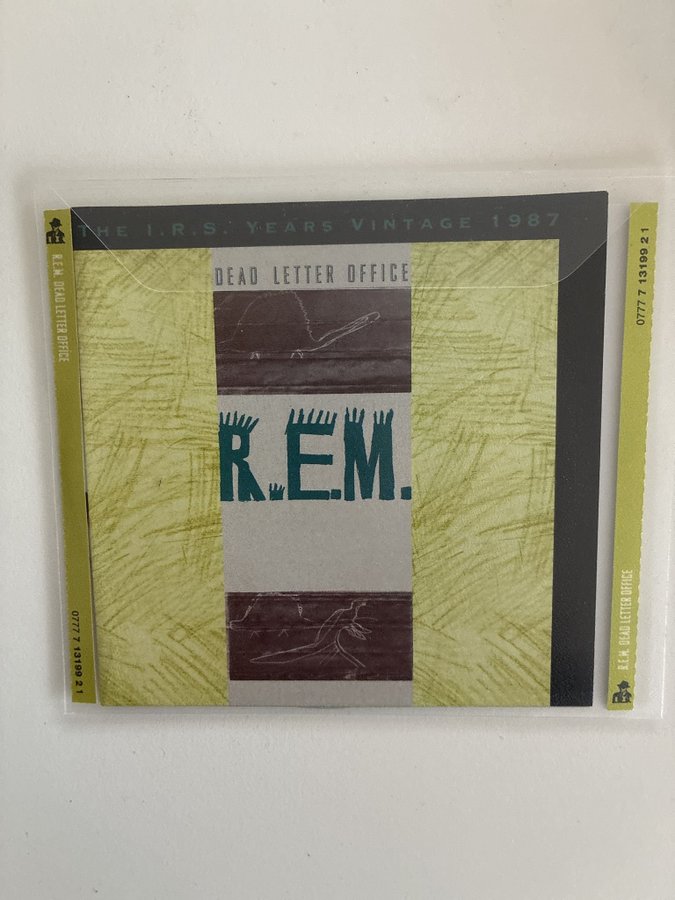 THE I.R.S. YEARS VINTAGE 1987
DEAD LETTER OFFICE
R.E.M.
R.E.M. DEAD LETTER OFFICE
0777 7 13199 2 1
0777 7 13199 2 1
R.E.M. DEAD LETTER OFFICE